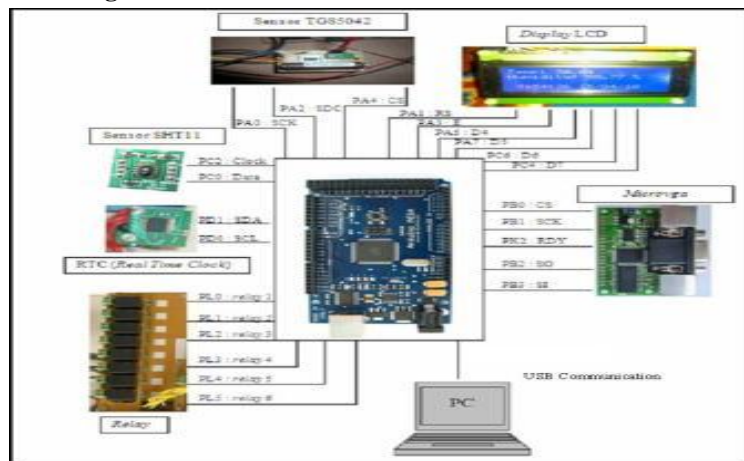 Sensor TGS5042
Display LCD
PA4 : CS
PA2 : SDO
PA0 : SCK
PA1 : RS
PA3 : E
PA5 : D4
PA7 : D5
PC6 : D6
PC4 : D7
Sensor SHT11
PC2 : Clock
PC0 : Data
PD1 : SDA
PD0 : SCL
RTC (Real Time Clock)
Microvga
PB0 : CS
PB1 : SCK
PK2 : RDY
PB2 : SO
PB3 : SI
PL0 : relay 1
PL1 : relay 2
PL2 : relay 3
PL3 : relay 4
PL4 : relay 5
PL5 : relay 6
Relay
USB Communication
PC